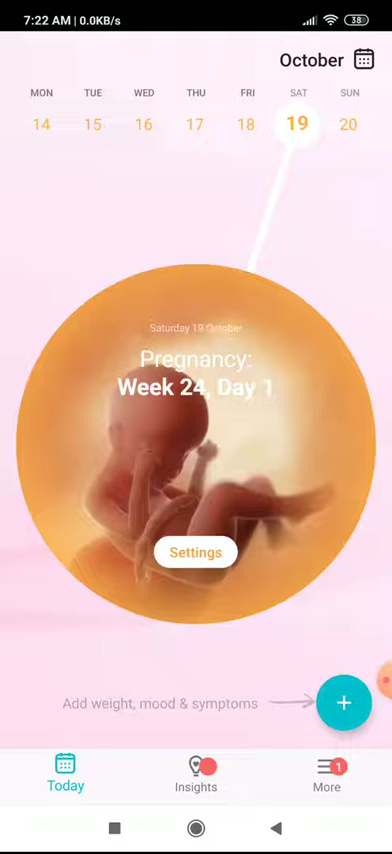 7:22 AM | 0.0KB/s 38
October
MON TUE WED THU FRI SAT SUN
14 15 16 17 18 19 20
Saturday 19 October
Pregnancy:
Week 24, Day 1
Settings
Add weight, mood & symptoms
+
1
Today Insights More